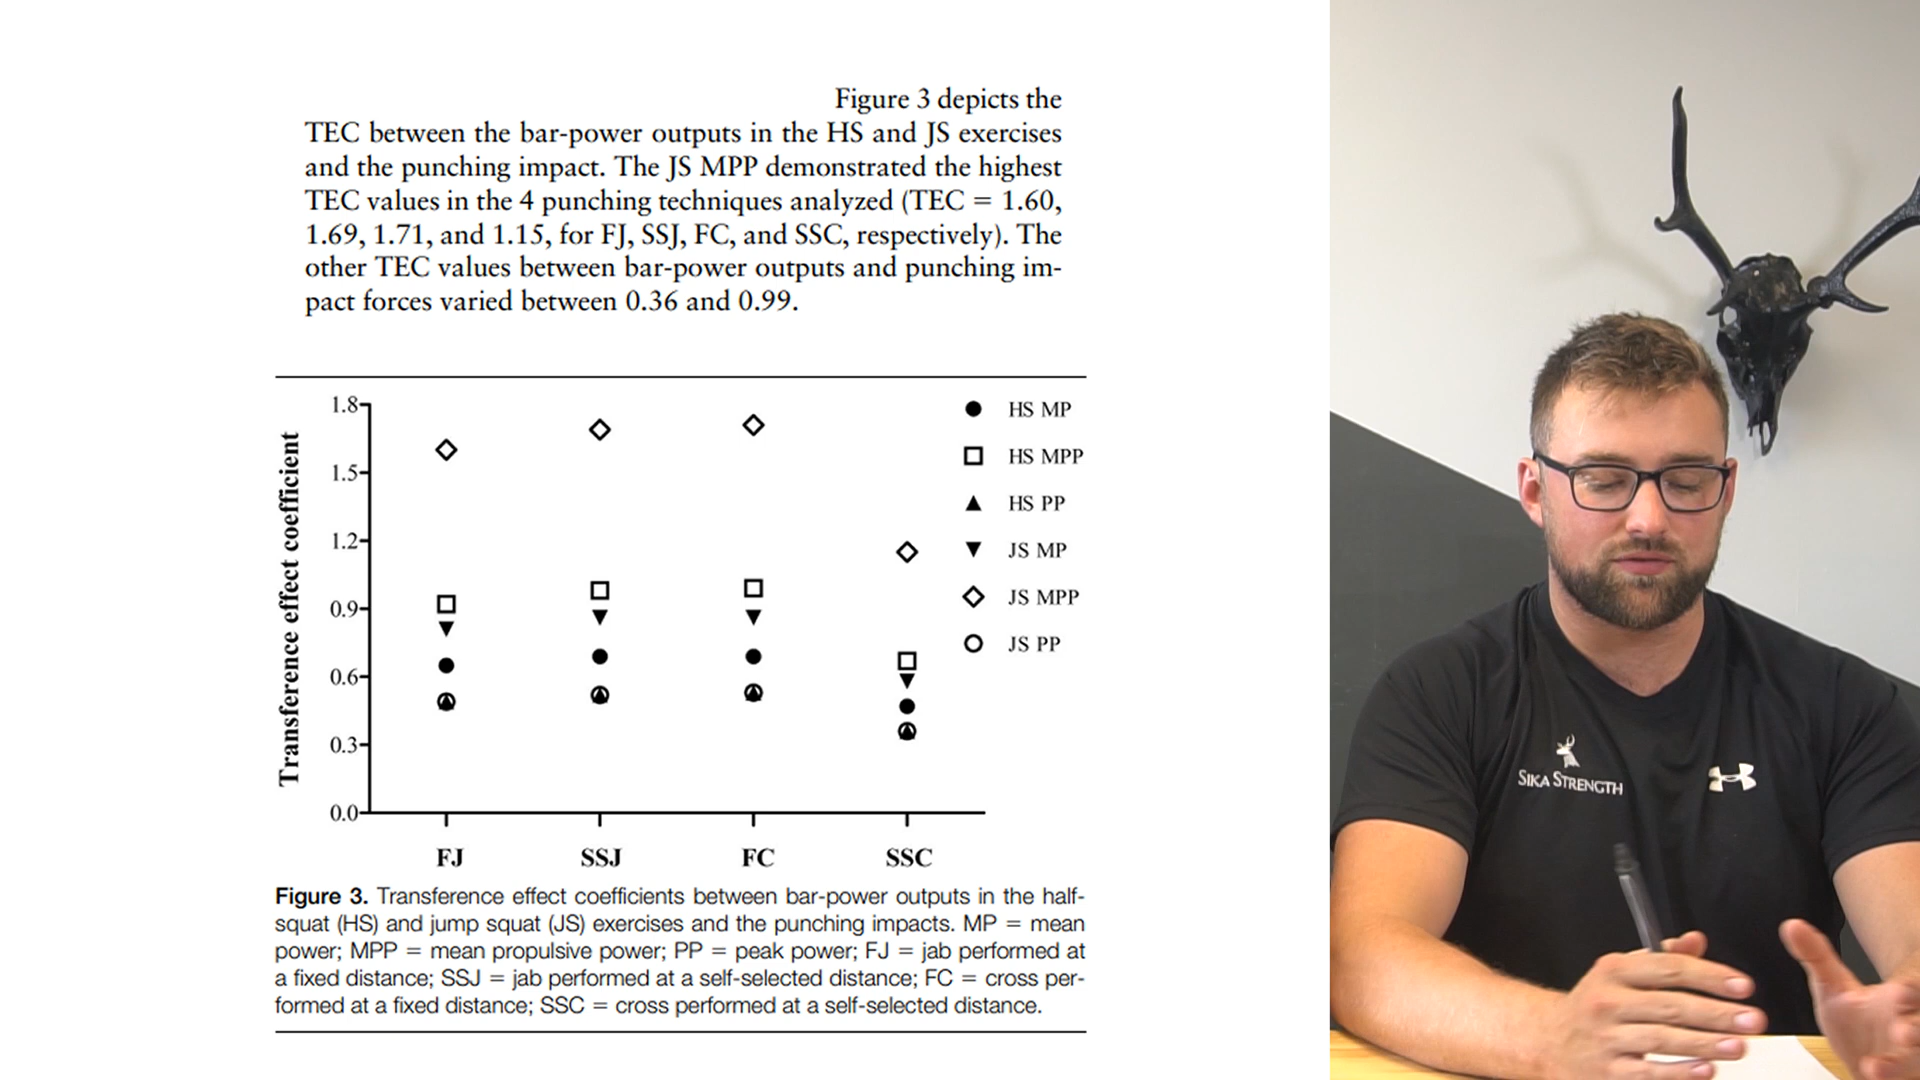 Figure 3 depicts the
TEC between the bar-power outputs in the HS and JS exercises
and the punching impact. The JS MPP demonstrated the highest
TEC values in the 4 punching techniques analyzed (TEC = 1.60,
1.69, 1.71, and 1.15, for FJ, SSJ, FC, and SSC, respectively). The
other TEC values between bar-power outputs and punching im-
pact forces varied between 0.36 and 0.99.
Transference effect coefficient
1.8
1.5
1.2
0.9
0.6
0.3
0.0
FJ
SSJ
FC
SSC
HS MP
HS MPP
HS PP
JS MP
JS MPP
JS PP
Figure 3. Transference effect coefficients between bar-power outputs in the half-
squat (HS) and jump squat (JS) exercises and the punching impacts. MP = mean
power; MPP = mean propulsive power; PP = peak power; FJ = jab performed at
a fixed distance; SSJ = jab performed at a self-selected distance; FC = cross per-
formed at a fixed distance; SSC = cross performed at a self-selected distance.
SIKA STRENGTH